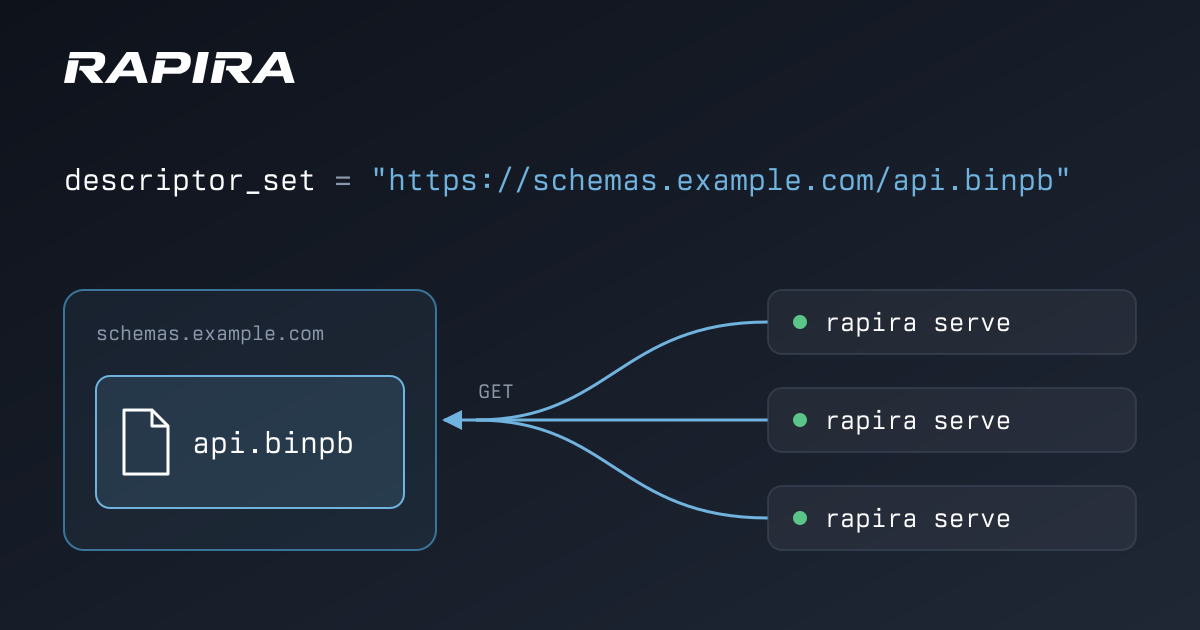 RAPIRA
descriptor_set = "https://schemas.example.com/api.binpb"
schemas.example.com
api.binpb
GET
rapira serve
rapira serve
rapira serve